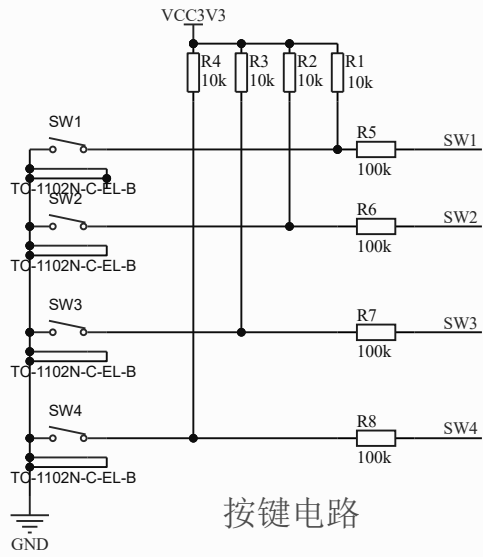 VCC3V3
R4 R3 R2 R1
10k 10k 10k 10k
SW1 R5 SW1
100k
TC-1102N-C-EL-B
SW2 R6 SW2
100k
TC-1102N-C-EL-B
SW3 R7 SW3
100k
TC-1102N-C-EL-B
SW4 R8 SW4
100k
TC-1102N-C-EL-B
按键电路
GND